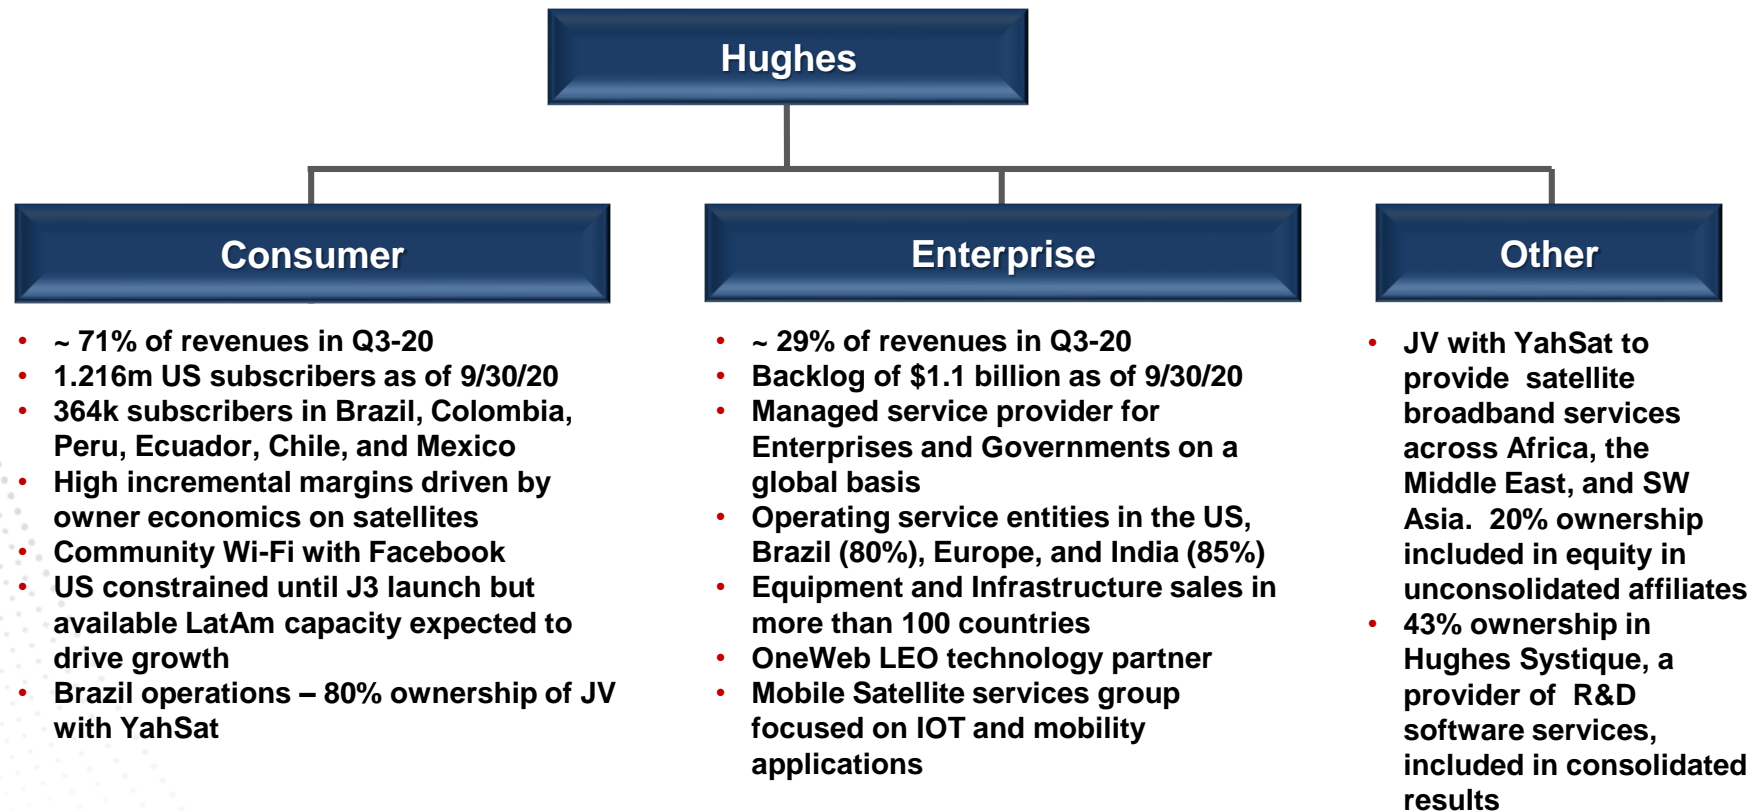 Hughes
Consumer
• ~ 71% of revenues in Q3-20
• 1.216m US subscribers as of 9/30/20
• 364k subscribers in Brazil, Colombia,
Peru, Ecuador, Chile, and Mexico
• High incremental margins driven by
owner economics on satellites
• Community Wi-Fi with Facebook
• US constrained until J3 launch but
available LatAm capacity expected to
drive growth
• Brazil operations – 80% ownership of JV
with YahSat
Enterprise
• ~ 29% of revenues in Q3-20
• Backlog of $1.1 billion as of 9/30/20
• Managed service provider for
Enterprises and Governments on a
global basis
• Operating service entities in the US,
Brazil (80%), Europe, and India (85%)
• Equipment and Infrastructure sales in
more than 100 countries
• OneWeb LEO technology partner
• Mobile Satellite services group
focused on IOT and mobility
applications
Other
• JV with YahSat to
provide satellite
broadband services
across Africa, the
Middle East, and SW
Asia. 20% ownership
included in equity in
unconsolidated affiliates
• 43% ownership in
Hughes Systique, a
provider of R&D
software services,
included in consolidated
results